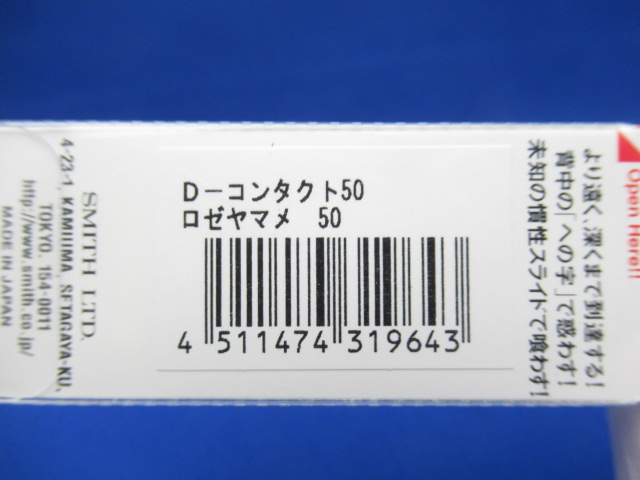 Dーコンタクト50
ロゼヤマメ 50
4 511474 319643
SMITH LTD.
4-23-1, KAMIUMA, SETAGAYA-KU,
TOKYO, 154-0011
http://www.smith.co.jp/
MADE IN JAPAN
Open Here!!
より遠く、深くまで到達する!
背中の「への字」で惑わす!
未知の慣性スライドで喰わす!